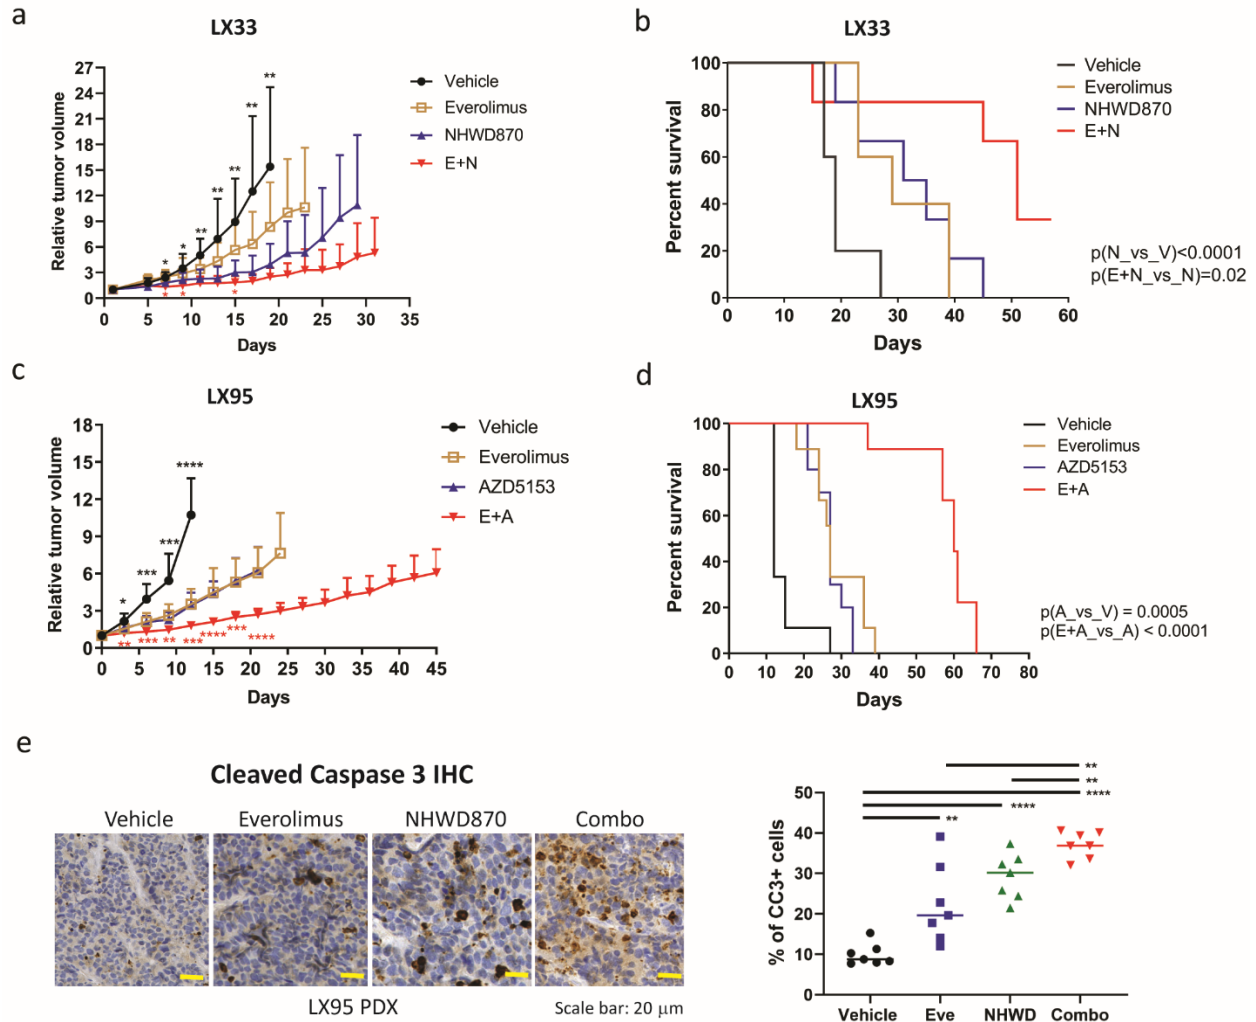 a
LX33
Relative tumor volume
27
24
21
18
15
12
9
6
3
0
** ** ** ** ** * *
* * *
0 5 10 15 20 25 30 35
Days
Vehicle
Everolimus
NHWD870
E+N
b
LX33
Percent survival
100
80
60
40
20
0
0 10 20 30 40 50 60
Days
Vehicle
Everolimus
NHWD870
E+N
p(N_vs_V)<0.0001
p(E+N_vs_N)=0.02
c
LX95
Relative tumor volume
18
15
12
9
6
3
0
* *** *** ****
** *** ** *** **** *** ****
0 5 10 15 20 25 30 35 40 45
Days
Vehicle
Everolimus
AZD5153
E+A
d
LX95
Percent survival
100
80
60
40
20
0
0 10 20 30 40 50 60 70 80
Days
Vehicle
Everolimus
AZD5153
E+A
p(A_vs_V) = 0.0005
p(E+A_vs_A) < 0.0001
e
Cleaved Caspase 3 IHC
Vehicle Everolimus NHWD870 Combo
LX95 PDX Scale bar: 20 μm
% of CC3+ cells
50
40
30
20
10
0
**
**
****
****
**
Vehicle Eve NHWD Combo